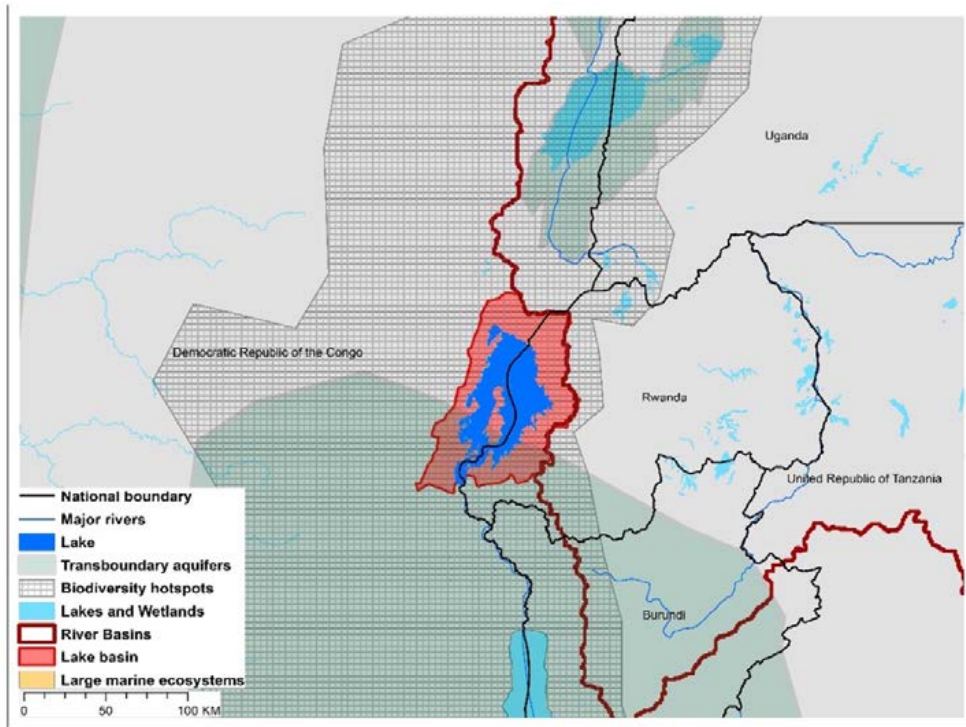 Uganda
Democratic Republic of the Congo
Rwanda
United Republic of Tanzania
Burundi
National boundary
Major rivers
Lake
Transboundary aquifers
Biodiversity hotspots
Lakes and Wetlands
River Basins
Lake basin
Large marine ecosystems
0 50 100 KM